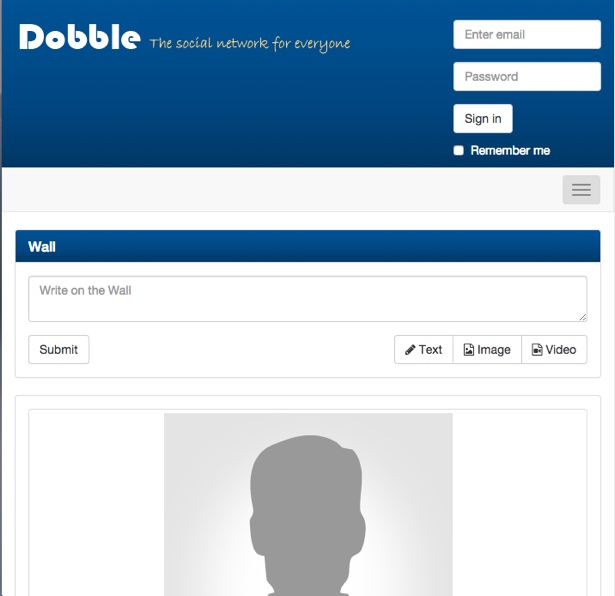 Dobble The social network for everyone
Enter email
Password
Sign in
Remember me
Wall
Write on the Wall
Submit
Text Image Video